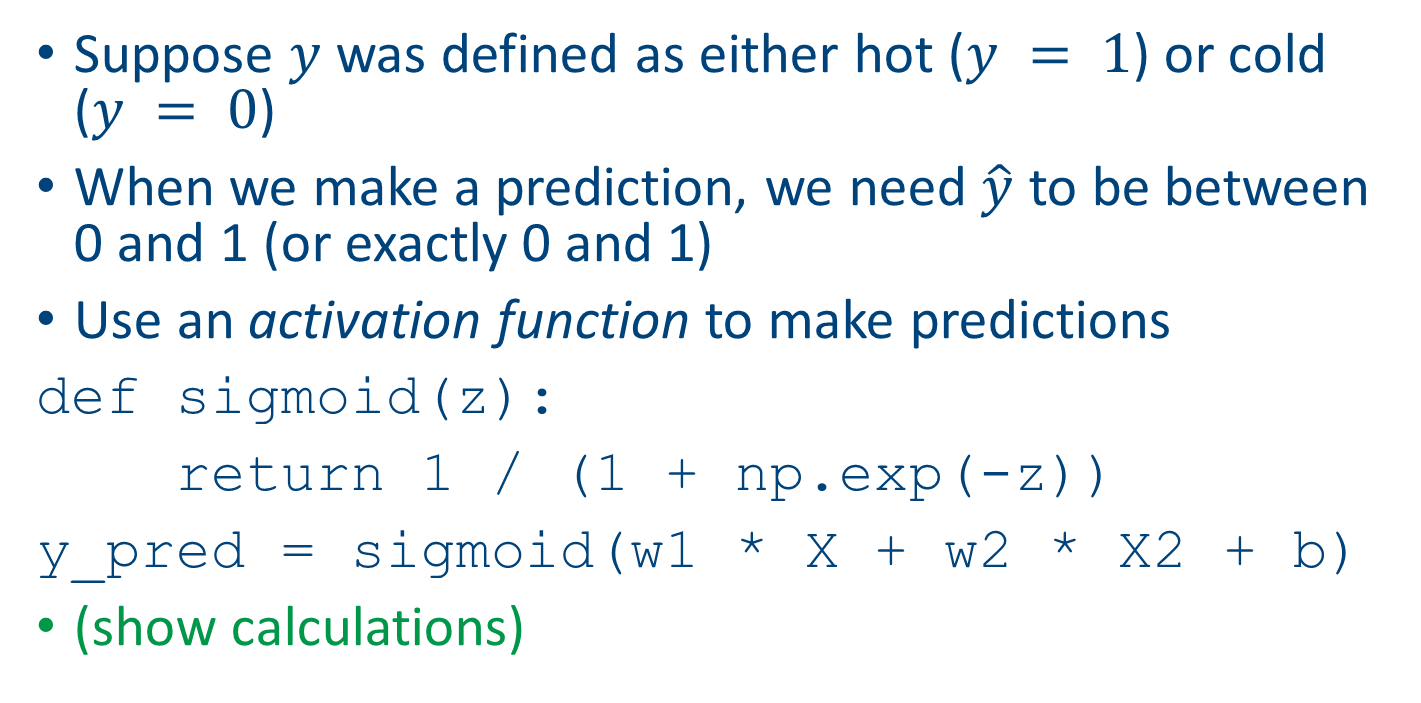 • Suppose y was defined as either hot (y = 1) or cold
(y = 0)
• When we make a prediction, we need ŷ to be between
0 and 1 (or exactly 0 and 1)
• Use an activation function to make predictions
def sigmoid(z):
    return 1 / (1 + np.exp(-z))
y_pred = sigmoid(w1 * X + w2 * X2 + b)
• (show calculations)